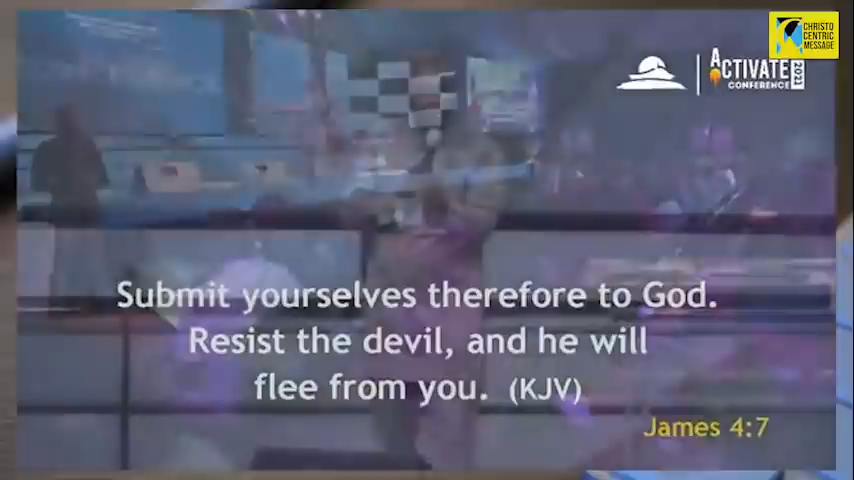 CHRISTO
CENTRIC
MESSAGE
ACTIVATE 2021
CONFERENCE
Submit yourselves therefore to God.
Resist the devil, and he will
flee from you. (KJV)
James 4:7